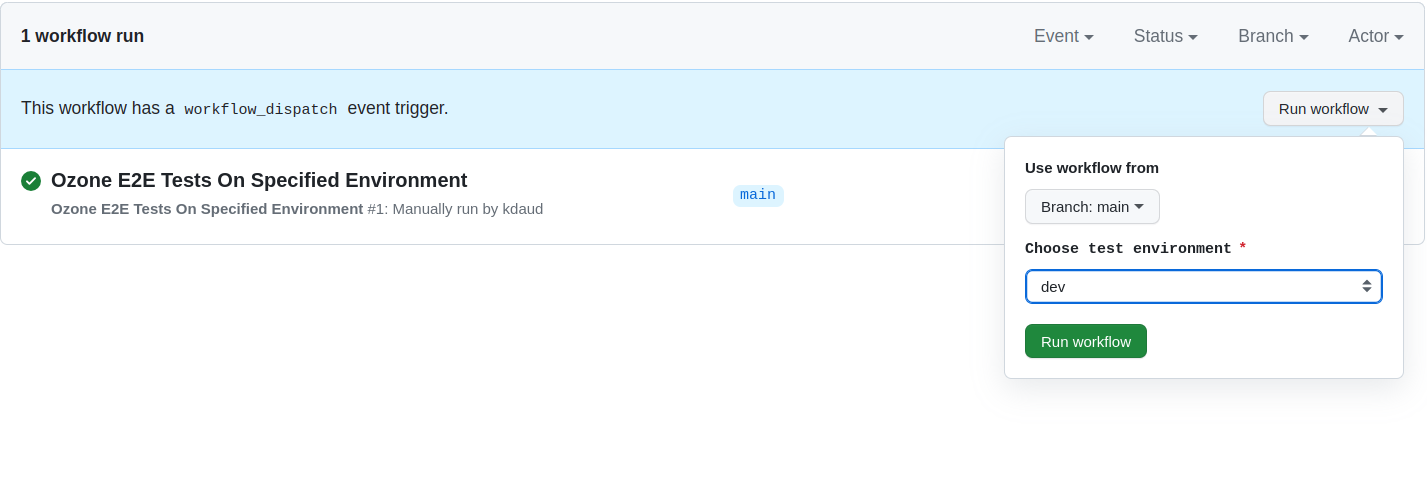 1 workflow run
Event
Status
Branch
Actor
This workflow has a workflow_dispatch event trigger.
Run workflow
Ozone E2E Tests On Specified Environment
Ozone E2E Tests On Specified Environment #1: Manually run by kdaud
main
Use workflow from
Branch: main
Choose test environment *
dev
Run workflow